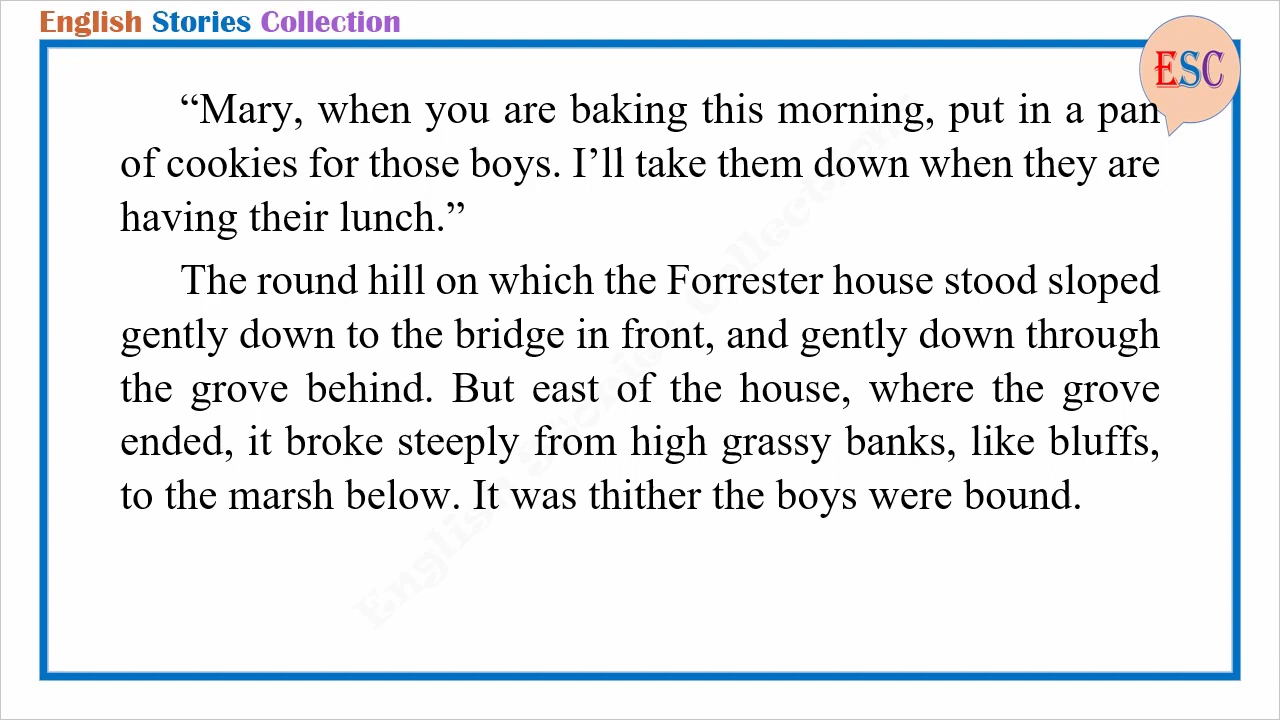 English Stories Collection
ESC
“Mary, when you are baking this morning, put in a pan
of cookies for those boys. I’ll take them down when they are
having their lunch.”
The round hill on which the Forrester house stood sloped
gently down to the bridge in front, and gently down through
the grove behind. But east of the house, where the grove
ended, it broke steeply from high grassy banks, like bluffs,
to the marsh below. It was thither the boys were bound.
English Stories Collection